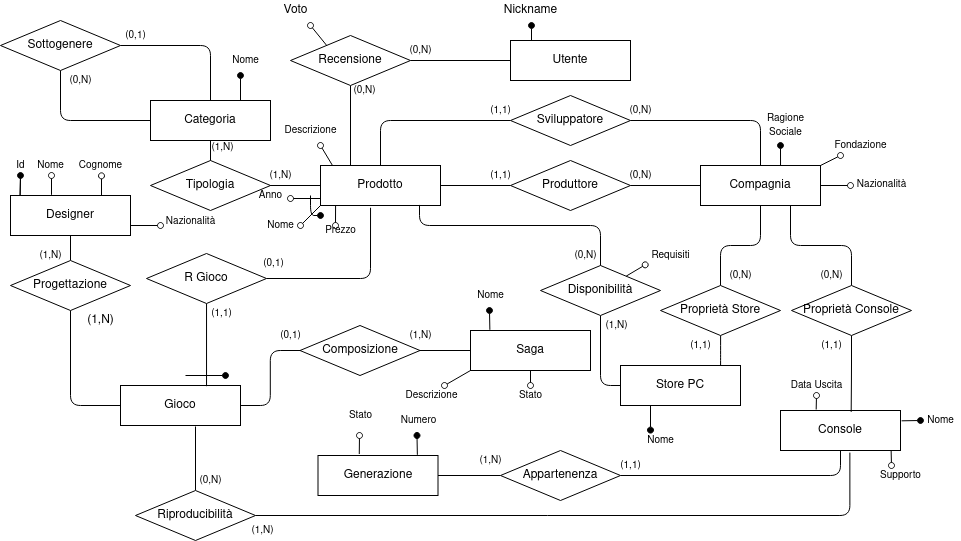 Voto
Nickname
Sottogenere
(0,1)
Recensione
(0,N)
Utente
Nome
(0,N)
(0,N)
Categoria
(1,1)
Sviluppatore
(0,N)
Ragione
Sociale
Descrizione
(1,N)
Fondazione
Id
Nome
Cognome
Tipologia
(1,N)
Prodotto
(1,1)
Produttore
(0,N)
Compagnia
Nazionalità
Anno
Designer
Nazionalità
Nome
Prezzo
(1,N)
(0,1)
(0,N)
Requisiti
Progettazione
R Gioco
(0,N)
(0,N)
Disponibilità
Nome
(1,1)
Proprietà Store
Proprietà Console
(1,N)
(1,N)
(0,1)
(1,N)
(1,1)
(1,1)
Composizione
Saga
Store PC
Data Uscita
Descrizione
Stato
Gioco
Stato
Numero
Nome
Console
Nome
(1,N)
(1,1)
Generazione
Appartenenza
Supporto
(0,N)
Riproducibilità
(1,N)